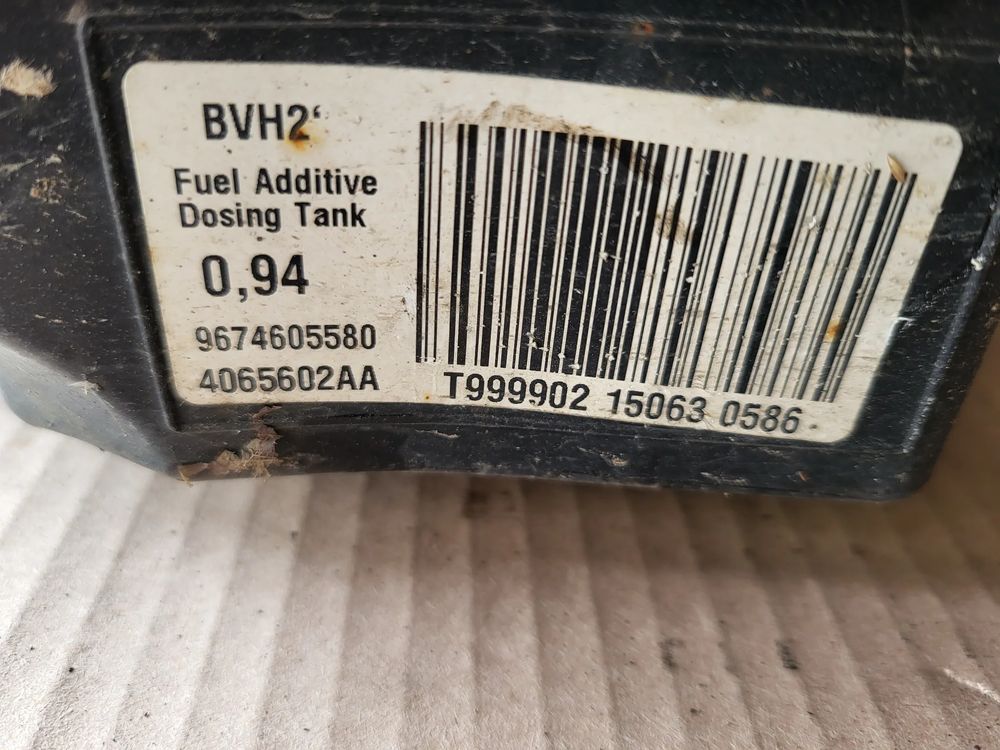 BVH2'
Fuel Additive
Dosing Tank
0,94
9674605580
4065602AA
T999902 15063 0586